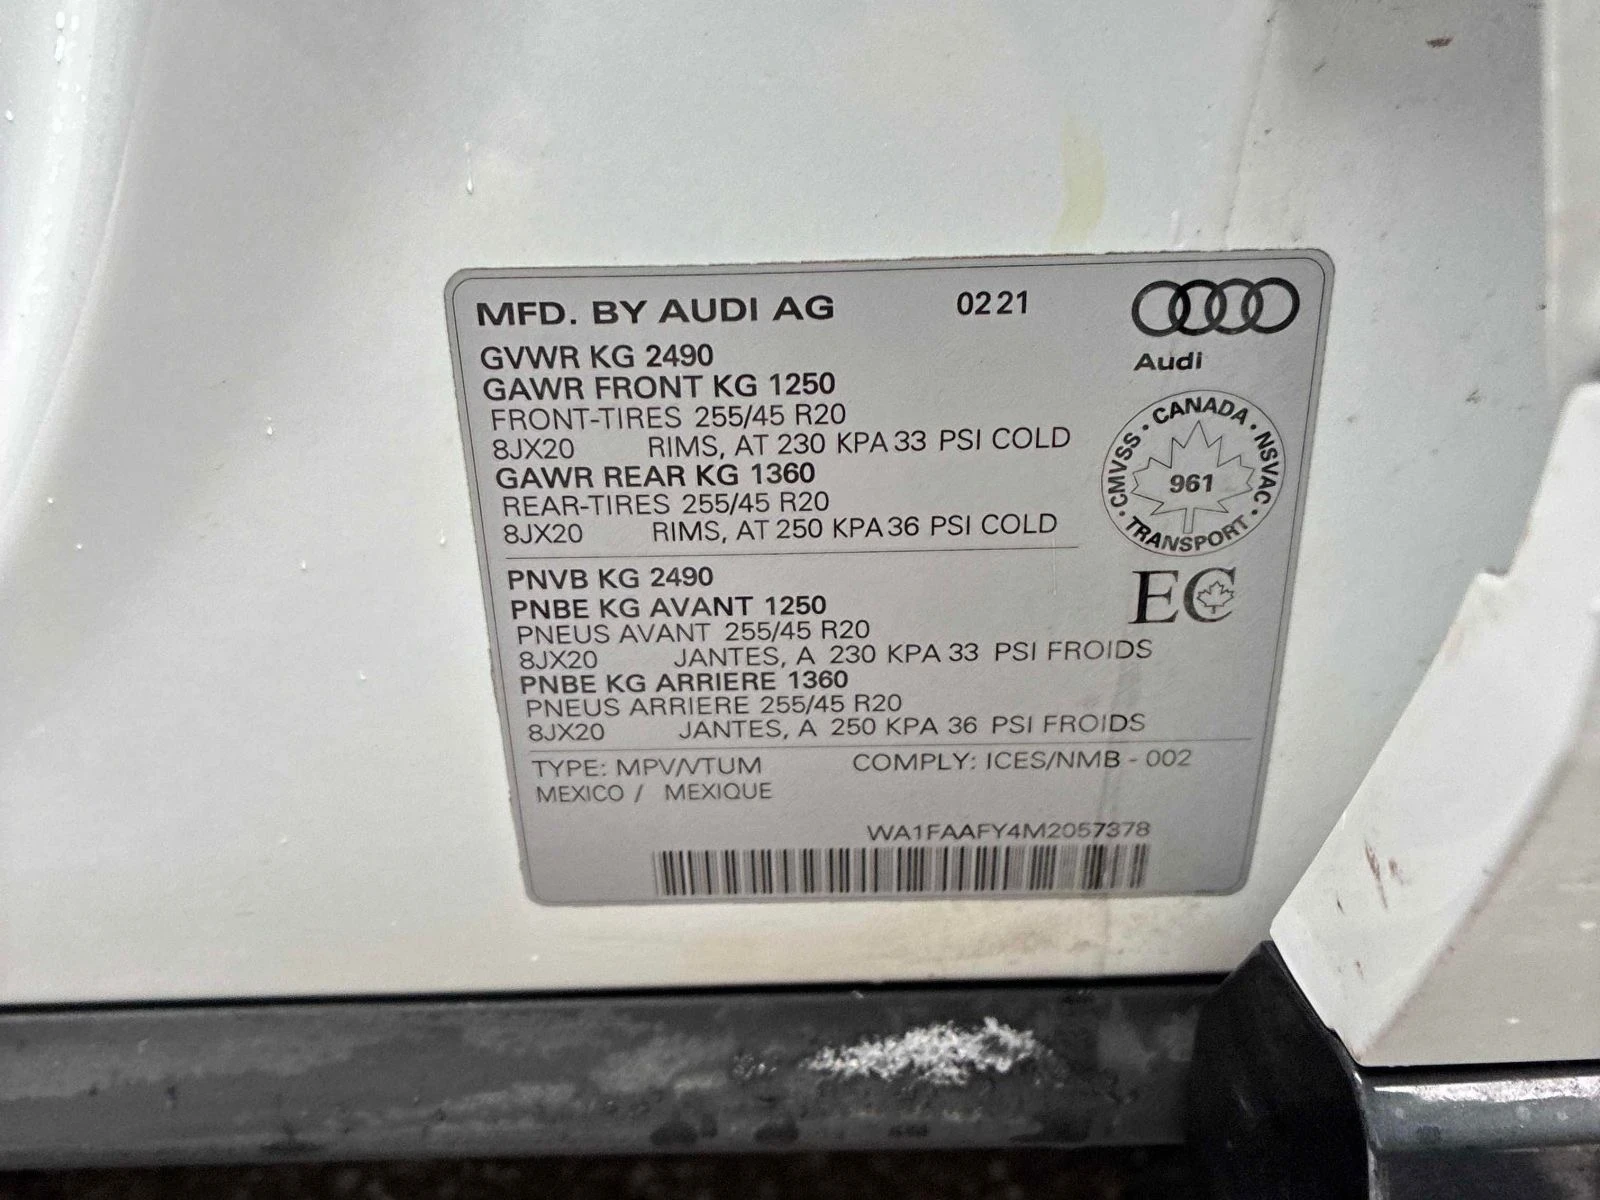 MFD. BY AUDI AG 0221
Audi
GVWR KG 2490
GAWR FRONT KG 1250
FRONT-TIRES 255/45 R20
8JX20 RIMS, AT 230 KPA 33 PSI COLD
GAWR REAR KG 1360
REAR-TIRES 255/45 R20
8JX20 RIMS, AT 250 KPA 36 PSI COLD
CANADA · NSVAC · TRANSPORT · CMVSS ·
961
EC
PNVB KG 2490
PNBE KG AVANT 1250
PNEUS AVANT 255/45 R20
8JX20 JANTES, A 230 KPA 33 PSI FROIDS
PNBE KG ARRIERE 1360
PNEUS ARRIERE 255/45 R20
8JX20 JANTES, A 250 KPA 36 PSI FROIDS
TYPE: MPV/VTUM COMPLY: ICES/NMB - 002
MEXICO / MEXIQUE
WA1FAAFY4M2057378